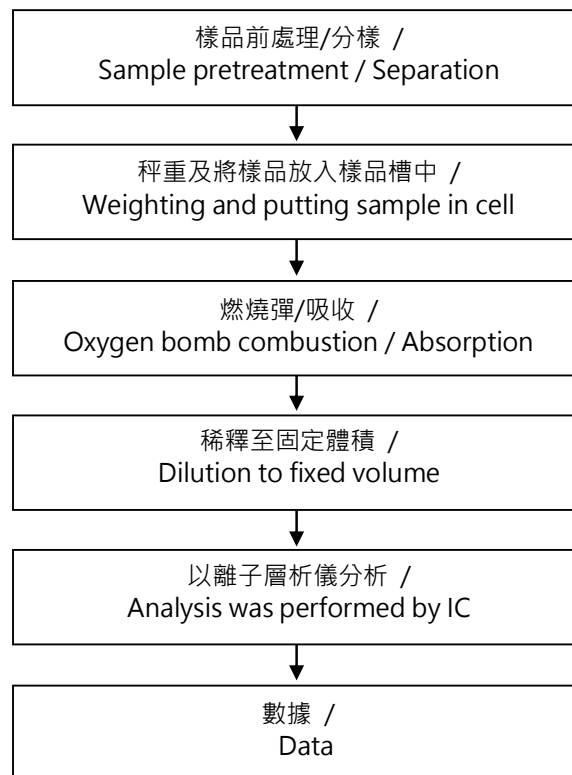 樣品前處理/分樣 /
Sample pretreatment / Separation
秤重及將樣品放入樣品槽中 /
Weighting and putting sample in cell
燃燒彈/吸收 /
Oxygen bomb combustion / Absorption
稀釋至固定體積 /
Dilution to fixed volume
以離子層析儀分析 /
Analysis was performed by IC
數據 /
Data